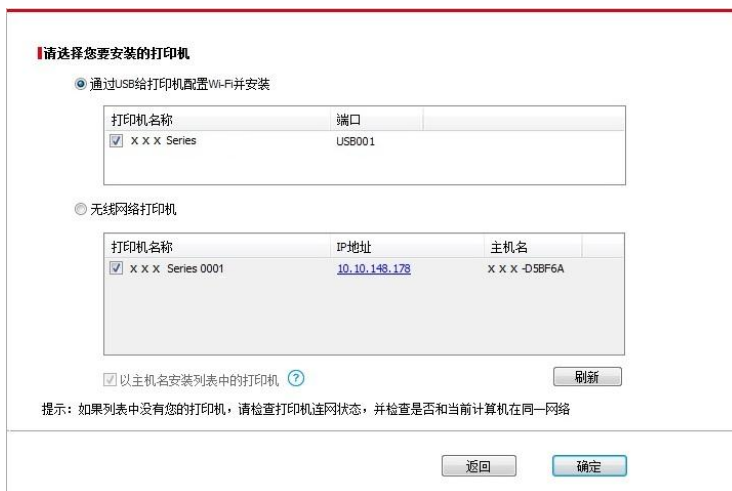 请选择您要安装的打印机
通过USB给打印机配置Wi-Fi并安装
打印机名称 端口
X X X Series USB001
无线网络打印机
打印机名称 IP地址 主机名
X X X Series 0001 10.10.148.178 X X X -D5BF6A
以主机名安装列表中的打印机 ?
刷新
提示：如果列表中没有您的打印机，请检查打印机连网状态，并检查是否和当前计算机在同一网络
返回 确定